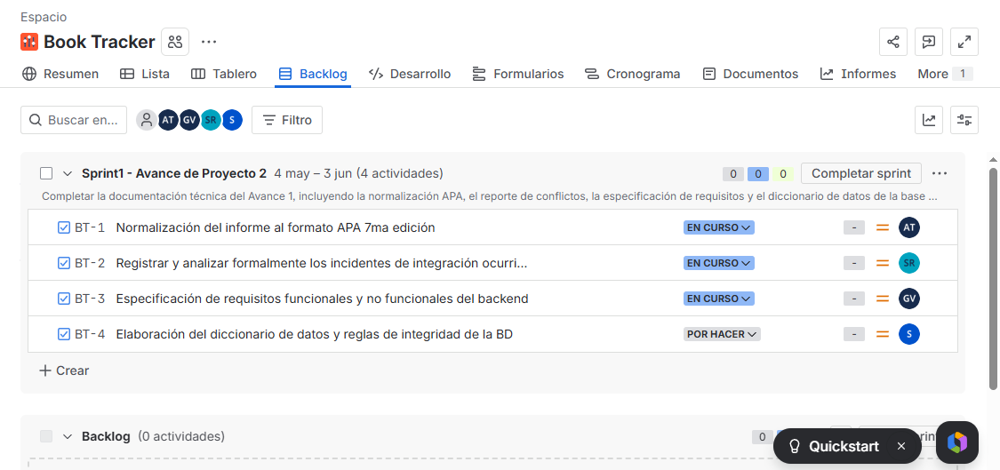 Espacio
Book Tracker
Resumen Lista Tablero Backlog Desarrollo Formularios Cronograma Documentos Informes More 1
Buscar en... AT GV SR S Filtro
Sprint1 - Avance de Proyecto 2 4 may – 3 jun (4 actividades) 0 0 0 Completar sprint
Completar la documentación técnica del Avance 1, incluyendo la normalización APA, el reporte de conflictos, la especificación de requisitos y el diccionario de datos de la base ...
BT-1 Normalización del informe al formato APA 7ma edición EN CURSO - AT
BT-2 Registrar y analizar formalmente los incidentes de integración ocurri... EN CURSO - SR
BT-3 Especificación de requisitos funcionales y no funcionales del backend EN CURSO - GV
BT-4 Elaboración del diccionario de datos y reglas de integridad de la BD POR HACER - S
Crear
Backlog (0 actividades) 0
Quickstart